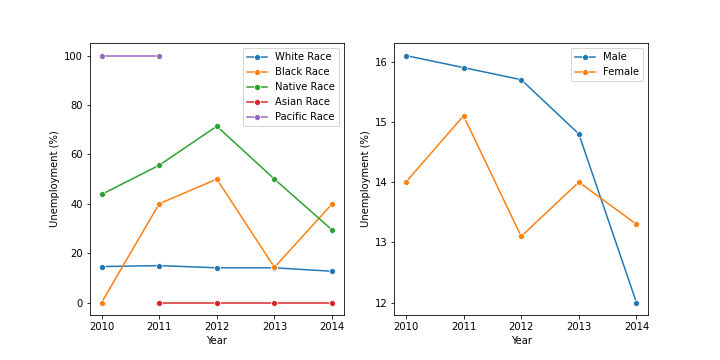 100
80
60
40
20
0
Unemployment (%)
2010 2011 2012 2013 2014
Year
White Race
Black Race
Native Race
Asian Race
Pacific Race
16
15
14
13
12
Unemployment (%)
2010 2011 2012 2013 2014
Year
Male
Female